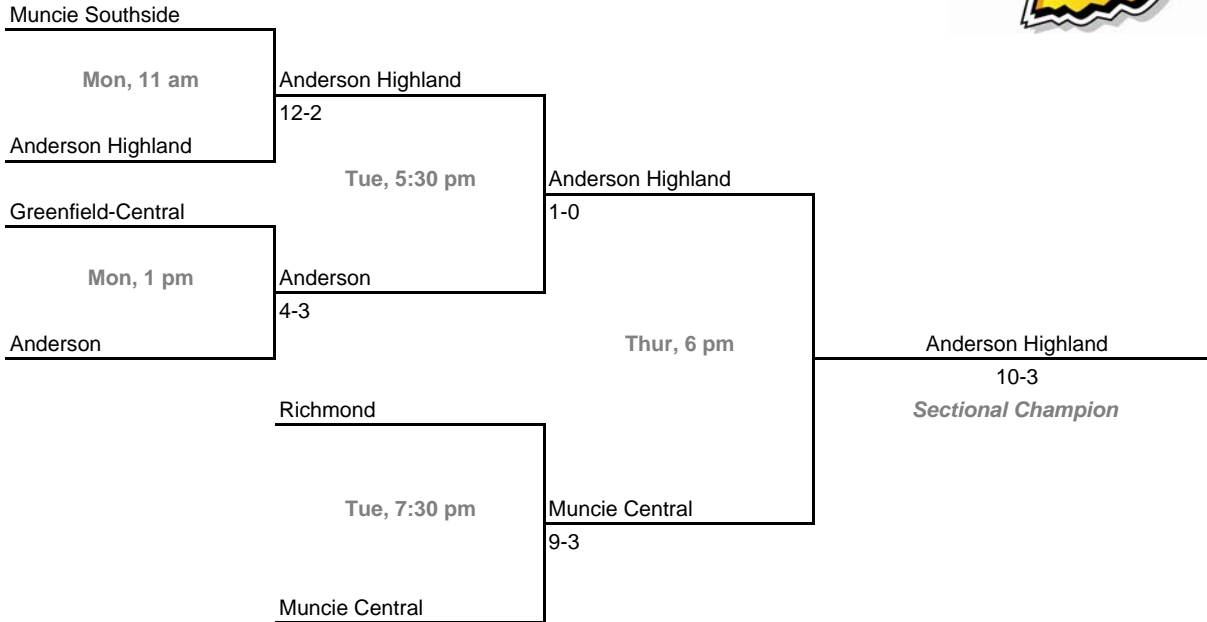 Muncie Southside
Mon, 11 am
Anderson Highland
12-2
Anderson Highland
Tue, 5:30 pm
Anderson Highland
1-0
Greenfield-Central
Mon, 1 pm
Anderson
4-3
Anderson
Thur, 6 pm
Anderson Highland
10-3
Sectional Champion
Richmond
Tue, 7:30 pm
Muncie Central
9-3
Muncie Central